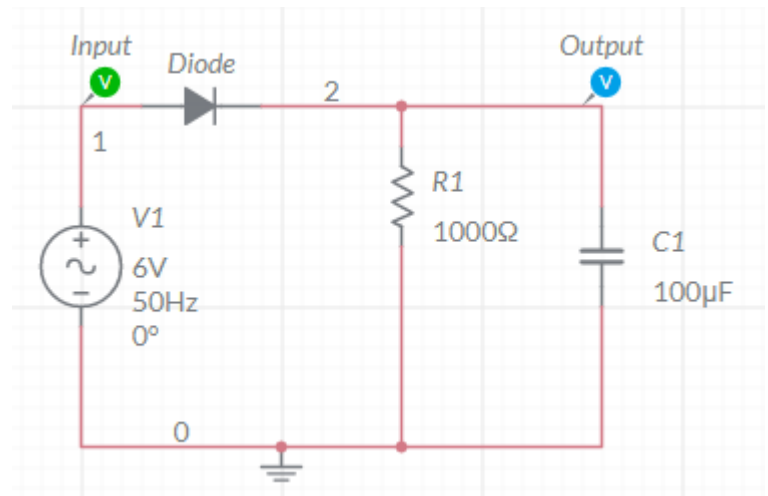 Input
V
Diode
2
Output
V
1
R1
1000Ω
V1
6V
50Hz
0°
C1
100µF
0